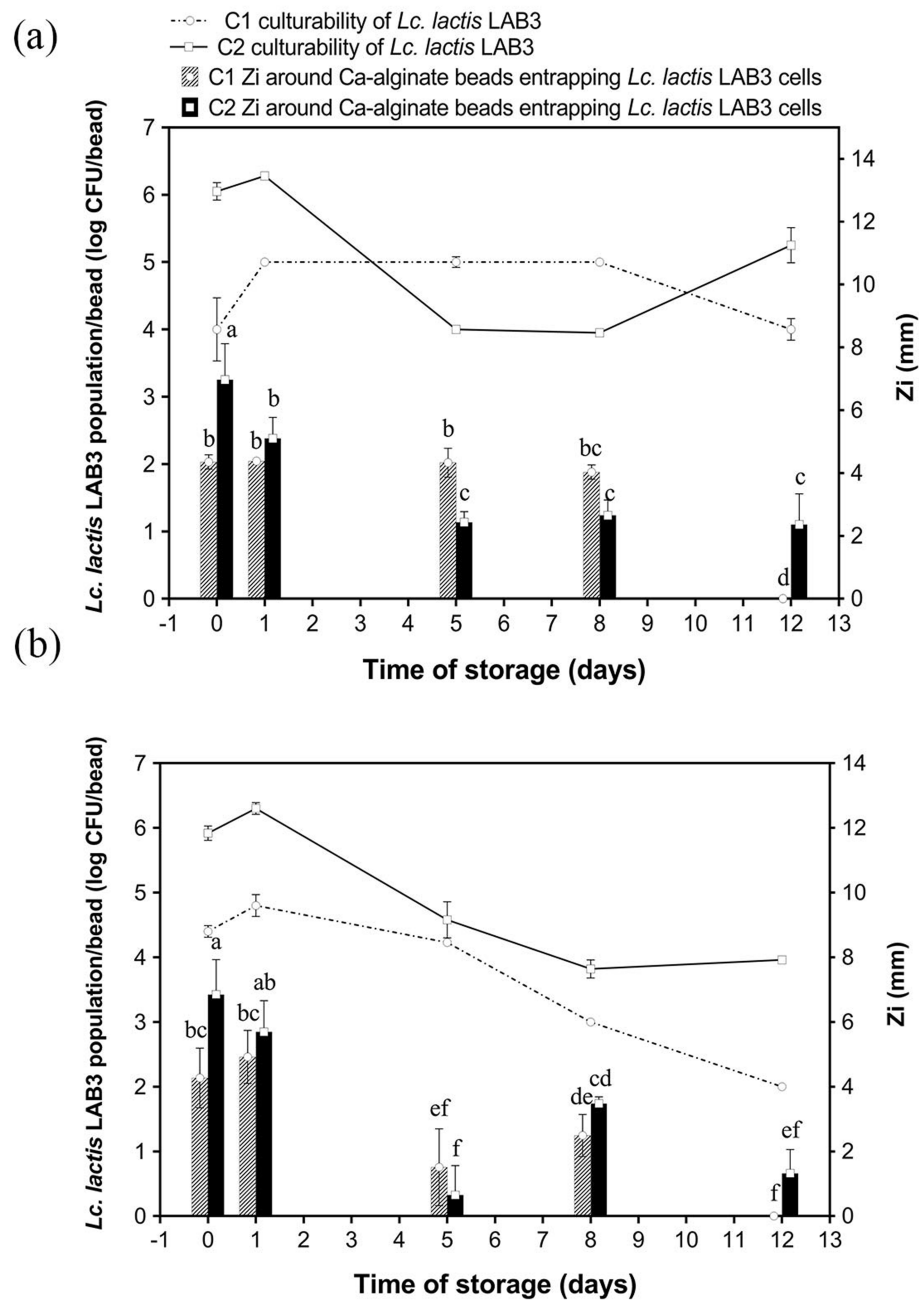 (a)
C1 culturability of Lc. lactis LAB3
C2 culturability of Lc. lactis LAB3
C1 Zi around Ca-alginate beads entrapping Lc. lactis LAB3 cells
C2 Zi around Ca-alginate beads entrapping Lc. lactis LAB3 cells
Lc. lactis LAB3 population/bead (log CFU/bead)
7
6
5
4
3
2
1
0
14
12
10
8
6
4
2
0
Zi (mm)
a
b
b
b
b
c
bc
c
d
c
-1 0 1 2 3 4 5 6 7 8 9 10 11 12 13
Time of storage (days)
(b)
Lc. lactis LAB3 population/bead (log CFU/bead)
7
6
5
4
3
2
1
0
14
12
10
8
6
4
2
0
Zi (mm)
bc
a
bc
ab
ef
f
de
cd
f
ef
-1 0 1 2 3 4 5 6 7 8 9 10 11 12 13
Time of storage (days)